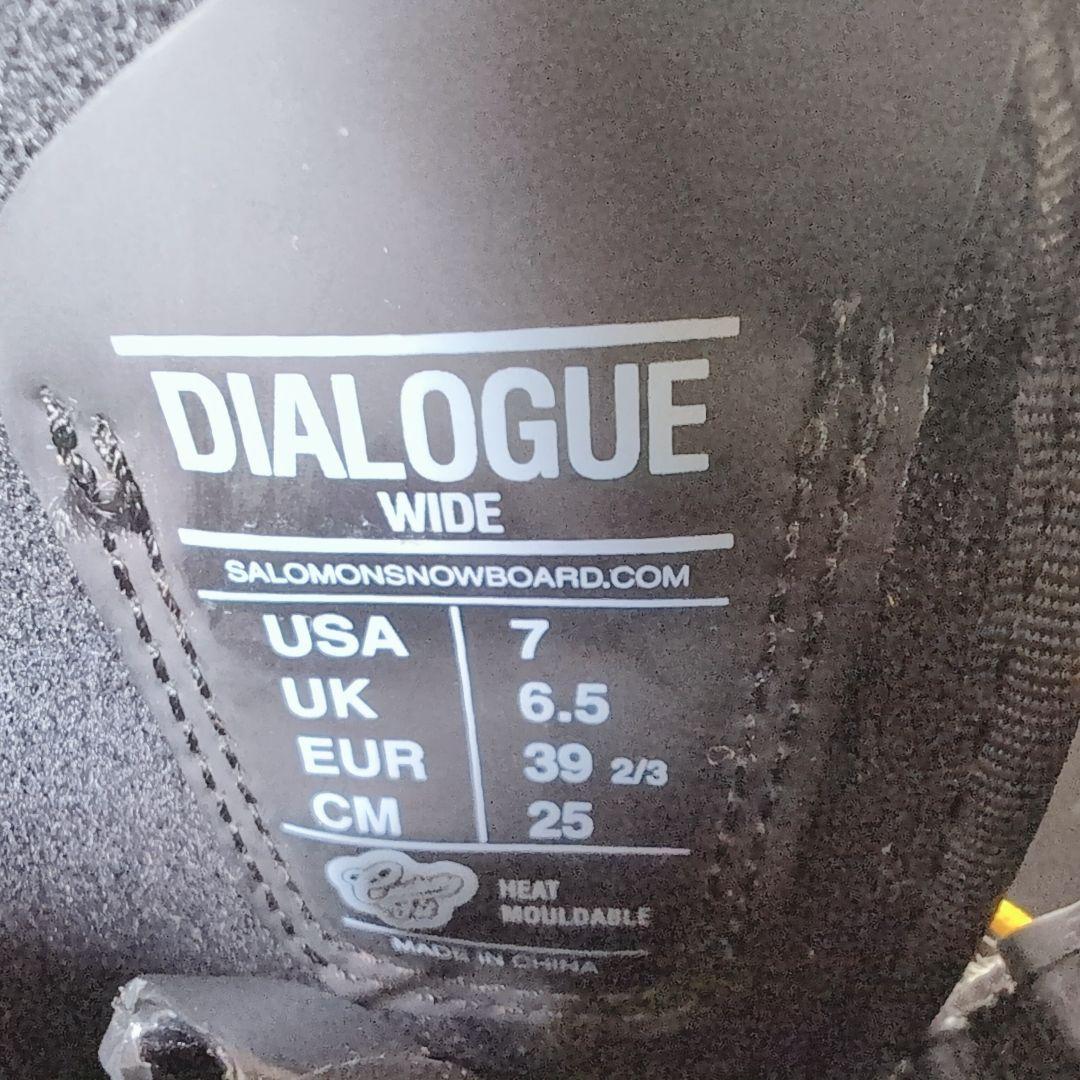 DIALOGUE
WIDE
SALOMONSNOWBOARD.COM
USA 7
UK 6.5
EUR 39 2/3
CM 25
HEAT
MOULDABLE
MADE IN CHINA